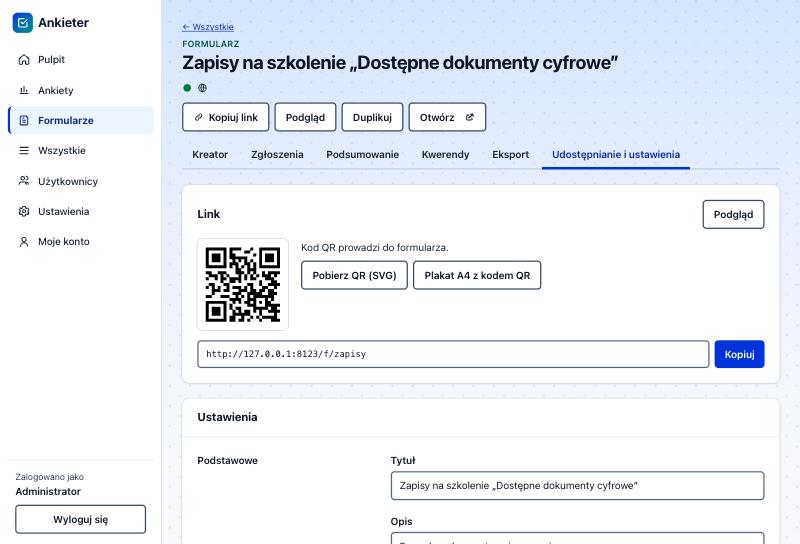 Ankieter
Pulpit
Ankiety
Formularze
Wszystkie
Użytkownicy
Ustawienia
Moje konto
Zalogowano jako
Administrator
Wyloguj się
← Wszystkie
FORMULARZ
Zapisy na szkolenie „Dostępne dokumenty cyfrowe”
Kopiuj link
Podgląd
Duplikuj
Otwórz
Kreator
Zgłoszenia
Podsumowanie
Kwerendy
Eksport
Udostępnianie i ustawienia
Link
Podgląd
Kod QR prowadzi do formularza.
Pobierz QR (SVG)
Plakat A4 z kodem QR
http://127.0.0.1:8123/f/zapisy
Kopiuj
Ustawienia
Podstawowe
Tytuł
Zapisy na szkolenie „Dostępne dokumenty cyfrowe”
Opis